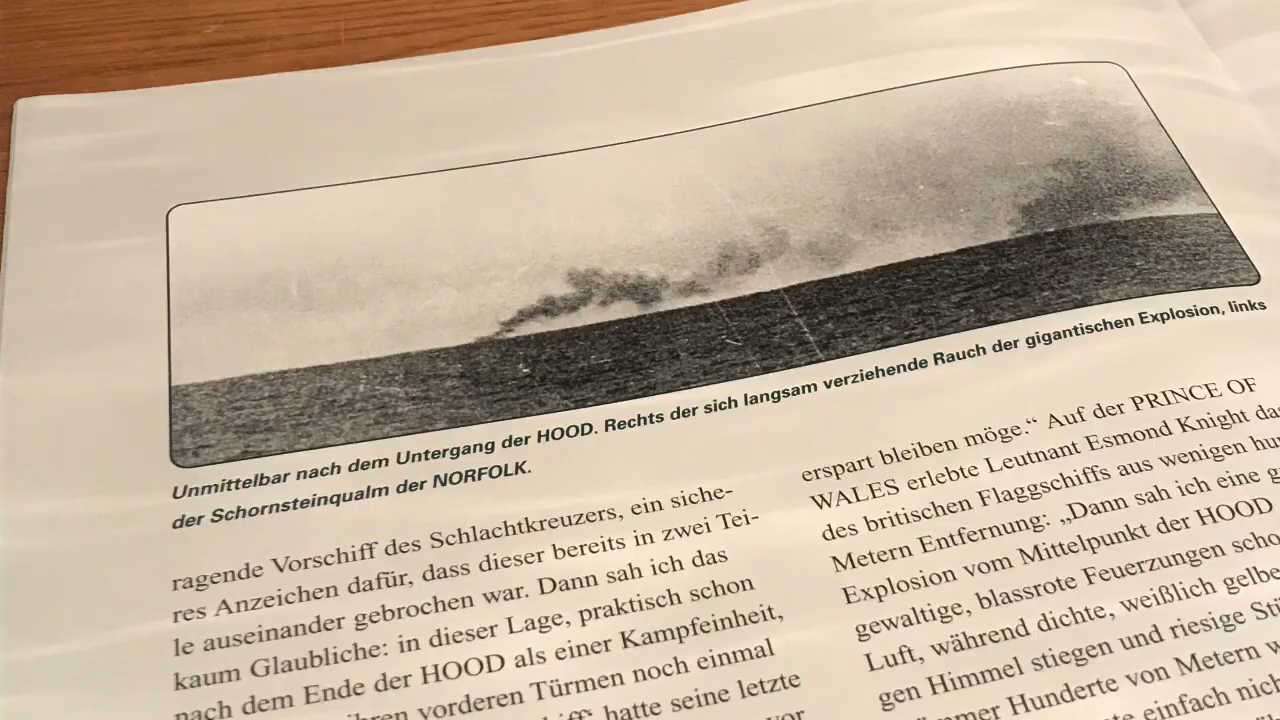 Unmittelbar nach dem Untergang der HOOD. Rechts der sich langsam verziehende Rauch der gigantischen Explosion, links
der Schornsteinqualm der NORFOLK.
ragende Vorschiff des Schlachtkreuzers, ein siche-
res Anzeichen dafür, dass dieser bereits in zwei Tei-
le auseinander gebrochen war. Dann sah ich das
kaum Glaubliche: in dieser Lage, praktisch schon
nach dem Ende der HOOD als einer Kampfeinheit,
vorderen Türmen noch einmal
hatte seine letzte
erspart bleiben möge.“ Auf der PRINCE OF
WALES erlebte Leutnant Esmond Knight
des britischen Flaggschiffs aus wenigen
Metern Entfernung: „Dann sah ich eine
Explosion vom Mittelpunkt der HOOD
gewaltige, blassrote Feuerzungen
Luft, während dichte, weißlich
gen Himmel stiegen und riesige
Hunderte von Metern
einfach